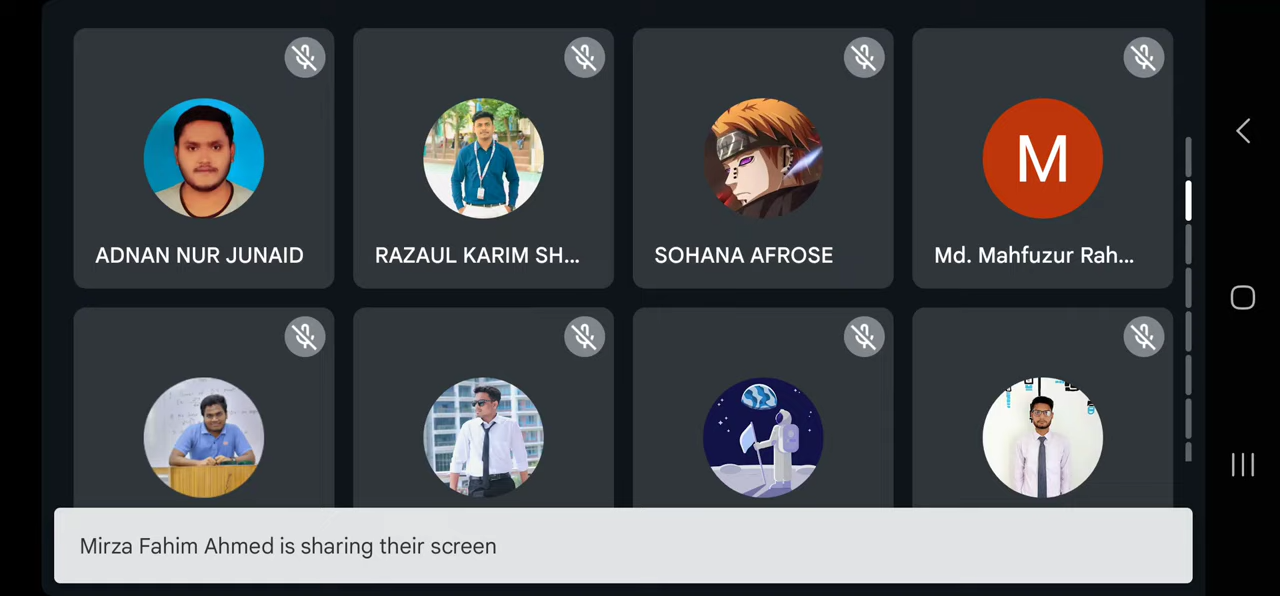 ADNAN NUR JUNAID
RAZAUL KARIM SH...
SOHANA AFROSE
M
Md. Mahfuzur Rah...
Mirza Fahim Ahmed is sharing their screen